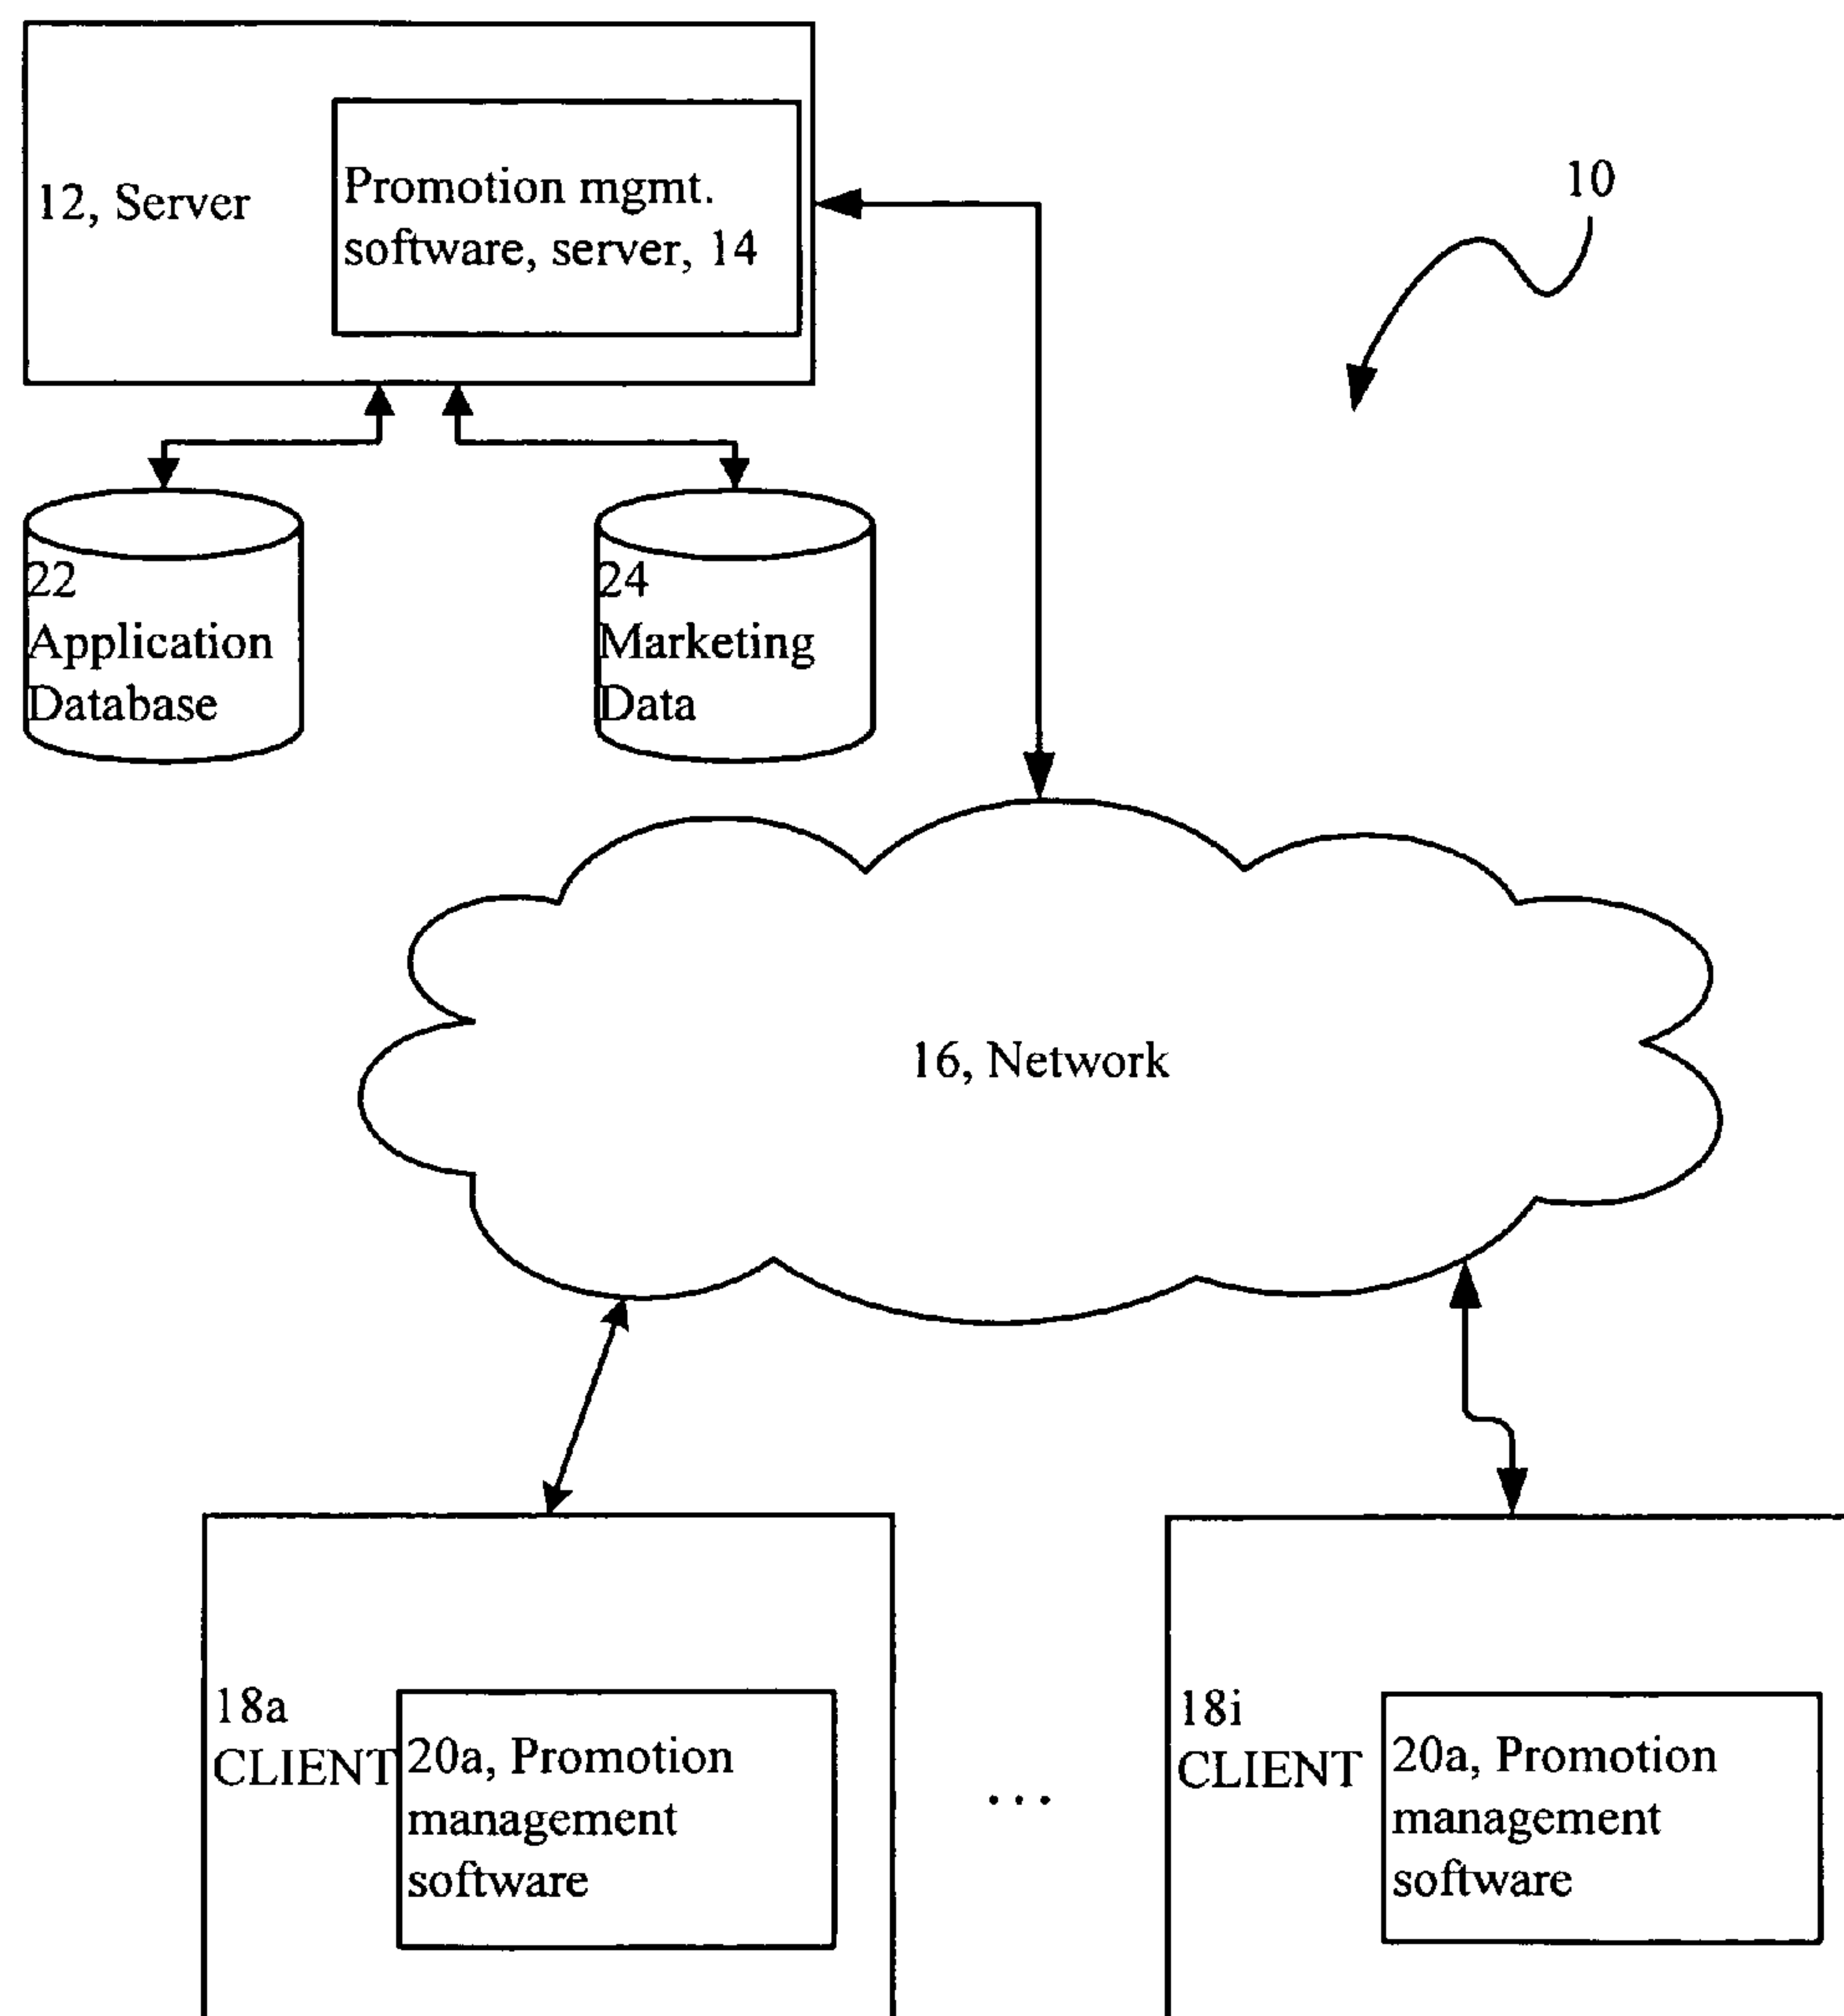 10
12, Server
Promotion mgmt.
software, server, 14
22
Application
Database
24
Marketing
Data
16, Network
18a
CLIENT
20a, Promotion
management
software
...
18i
CLIENT
20a, Promotion
management
software